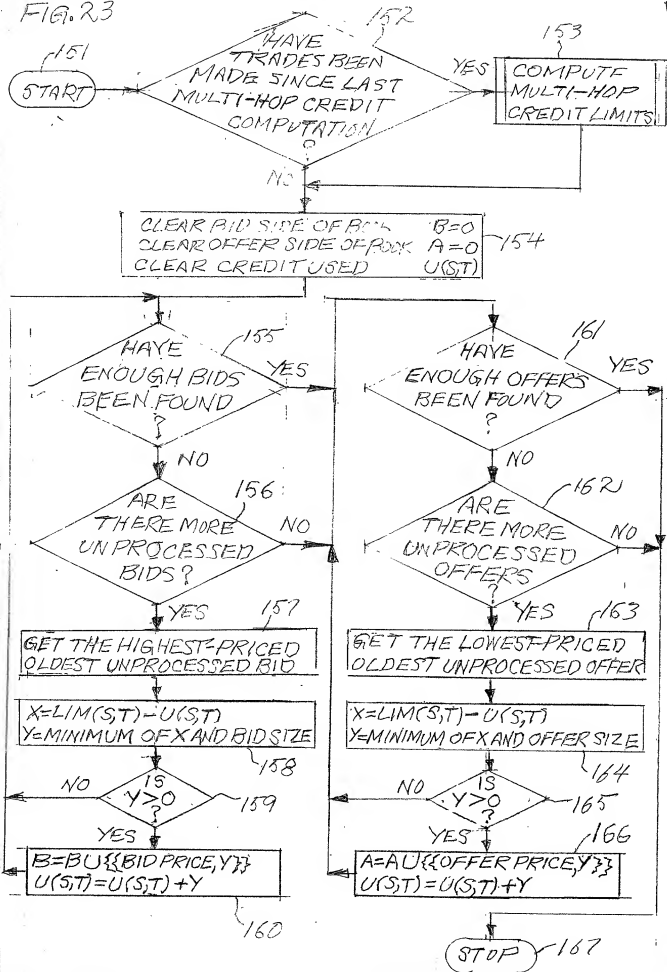 FIG. 23
152
HAVE
TRADES BEEN
MADE SINCE LAST
MULTI-HOP CREDIT
COMPUTATION
?
151
START
YES
153
COMPUTE
MULTI-HOP
CREDIT LIMITS
NO
CLEAR BID SIDE OF BOOK B=0
CLEAR OFFER SIDE OF BOOK A=0
CLEAR CREDIT USED U(S,T)
154
155
HAVE
ENOUGH BIDS
BEEN FOUND
?
YES
NO
156
ARE
THERE MORE
UNPROCESSED
BIDS?
NO
YES
157
GET THE HIGHEST-PRICED
OLDEST UNPROCESSED BID
X=LIM(S,T)-U(S,T)
Y=MINIMUM OF X AND BID SIZE
158
IS
Y>0
?
NO
159
YES
B=BU{{BID PRICE,Y}}
U(S,T)=U(S,T)+Y
160
161
HAVE
ENOUGH OFFERS
BEEN FOUND
?
YES
NO
162
ARE
THERE MORE
UNPROCESSED
OFFERS
?
NO
YES
163
GET THE LOWEST-PRICED
OLDEST UNPROCESSED OFFER
X=LIM(S,T)-U(S,T)
Y=MINIMUM OF X AND OFFER SIZE
164
IS
Y>0
?
NO
165
YES
166
A=AU{{OFFER PRICE,Y}}
U(S,T)=U(S,T)+Y
STOP
167